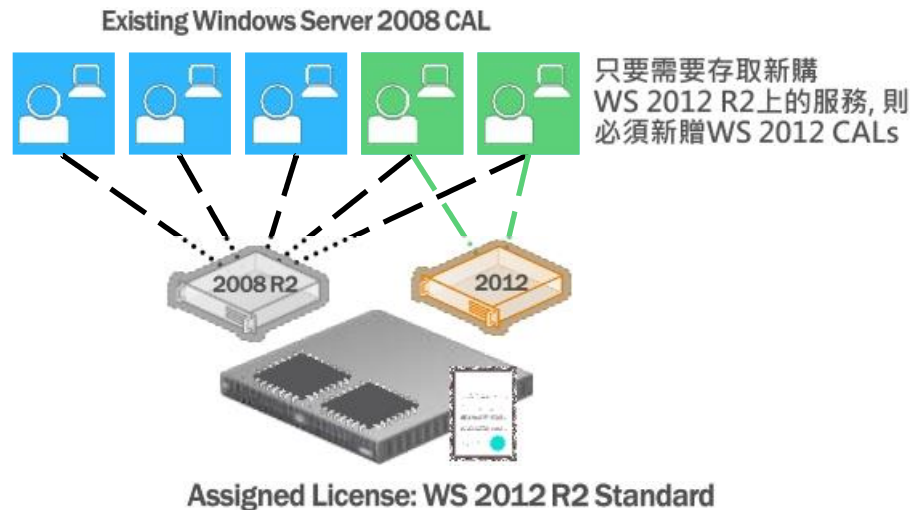 Existing Windows Server 2008 CAL
只要需要存取新購
WS 2012 R2上的服務, 則
必須新贈WS 2012 CALs
2008 R2
2012
Assigned License: WS 2012 R2 Standard